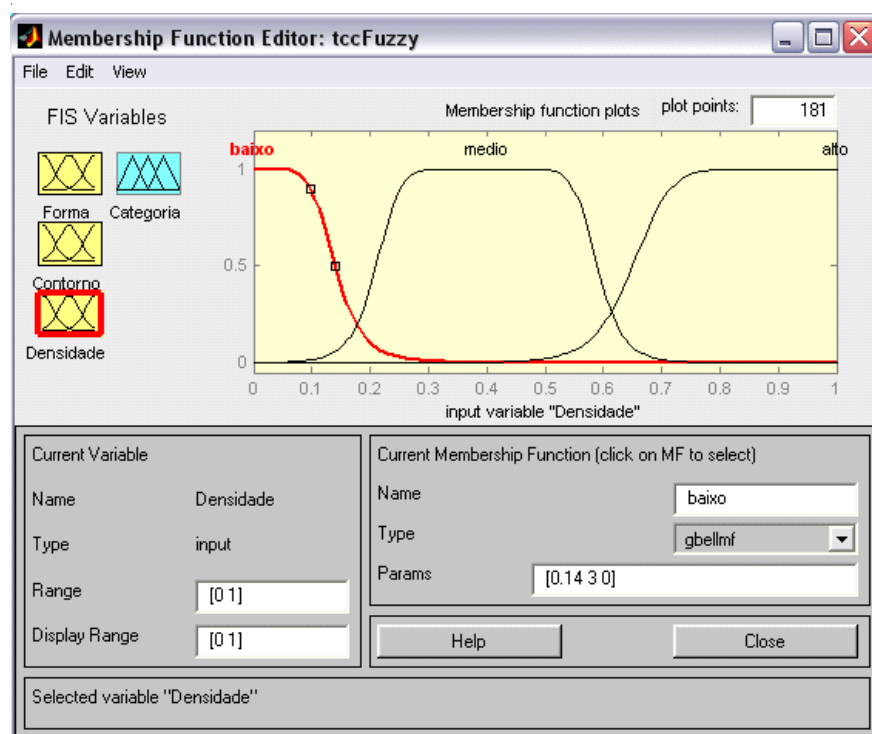 Membership Function Editor: tccFuzzy
File Edit View
FIS Variables
Membership function plots plot points: 181
Forma Categoria
Contorno
Densidade
baixo medio alto
1
0.5
0
0 0.1 0.2 0.3 0.4 0.5 0.6 0.7 0.8 0.9 1
input variable "Densidade"
Current Variable
Name Densidade
Type input
Range [0 1]
Display Range [0 1]
Current Membership Function (click on MF to select)
Name baixo
Type gbellmf
Params [0.14 3 0]
Help Close
Selected variable "Densidade"